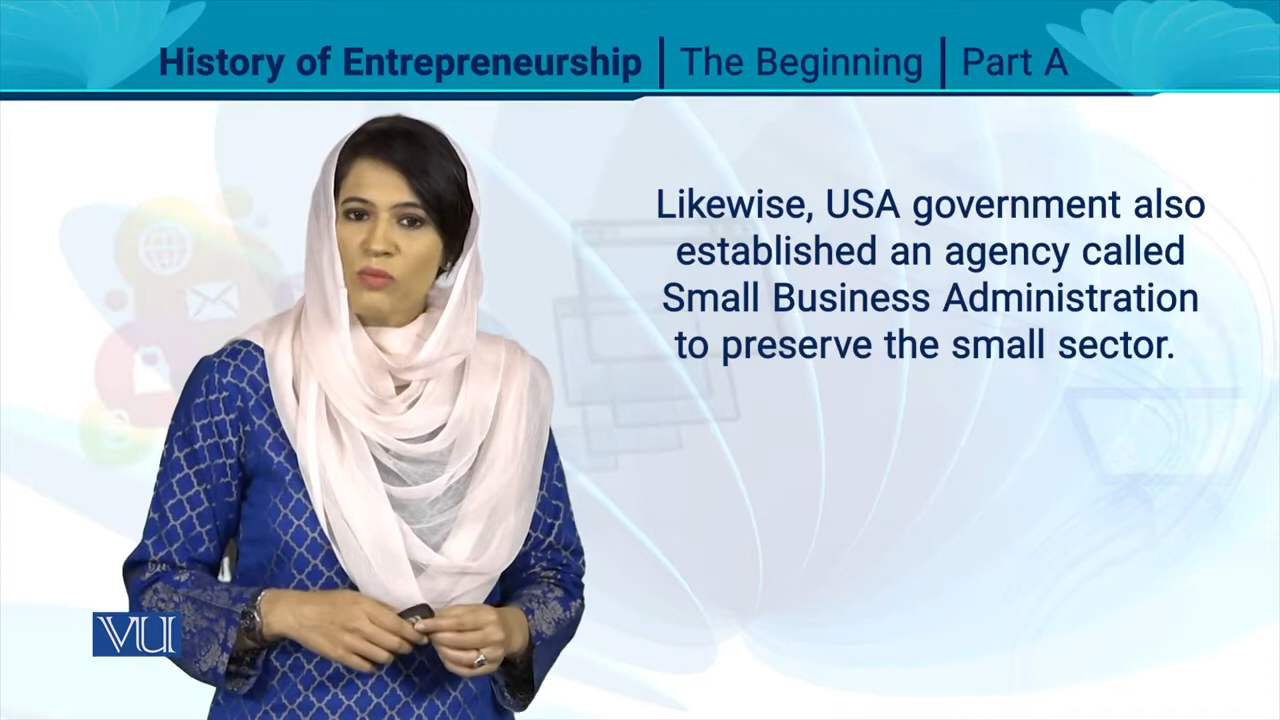 History of Entrepreneurship | The Beginning | Part A
Likewise, USA government also
established an agency called
Small Business Administration
to preserve the small sector.
VU